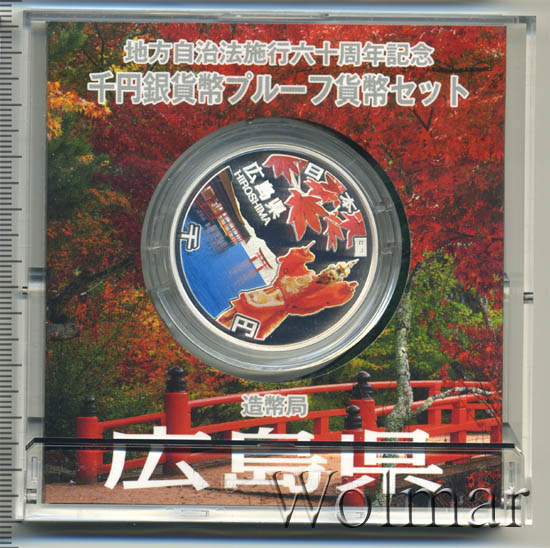 地方自治法施行六十周年記念
千円銀貨幣プルーフ貨幣セット
日本国
広島県
HIROSHIMA
千
円
造幣局
広島県
Wolmar